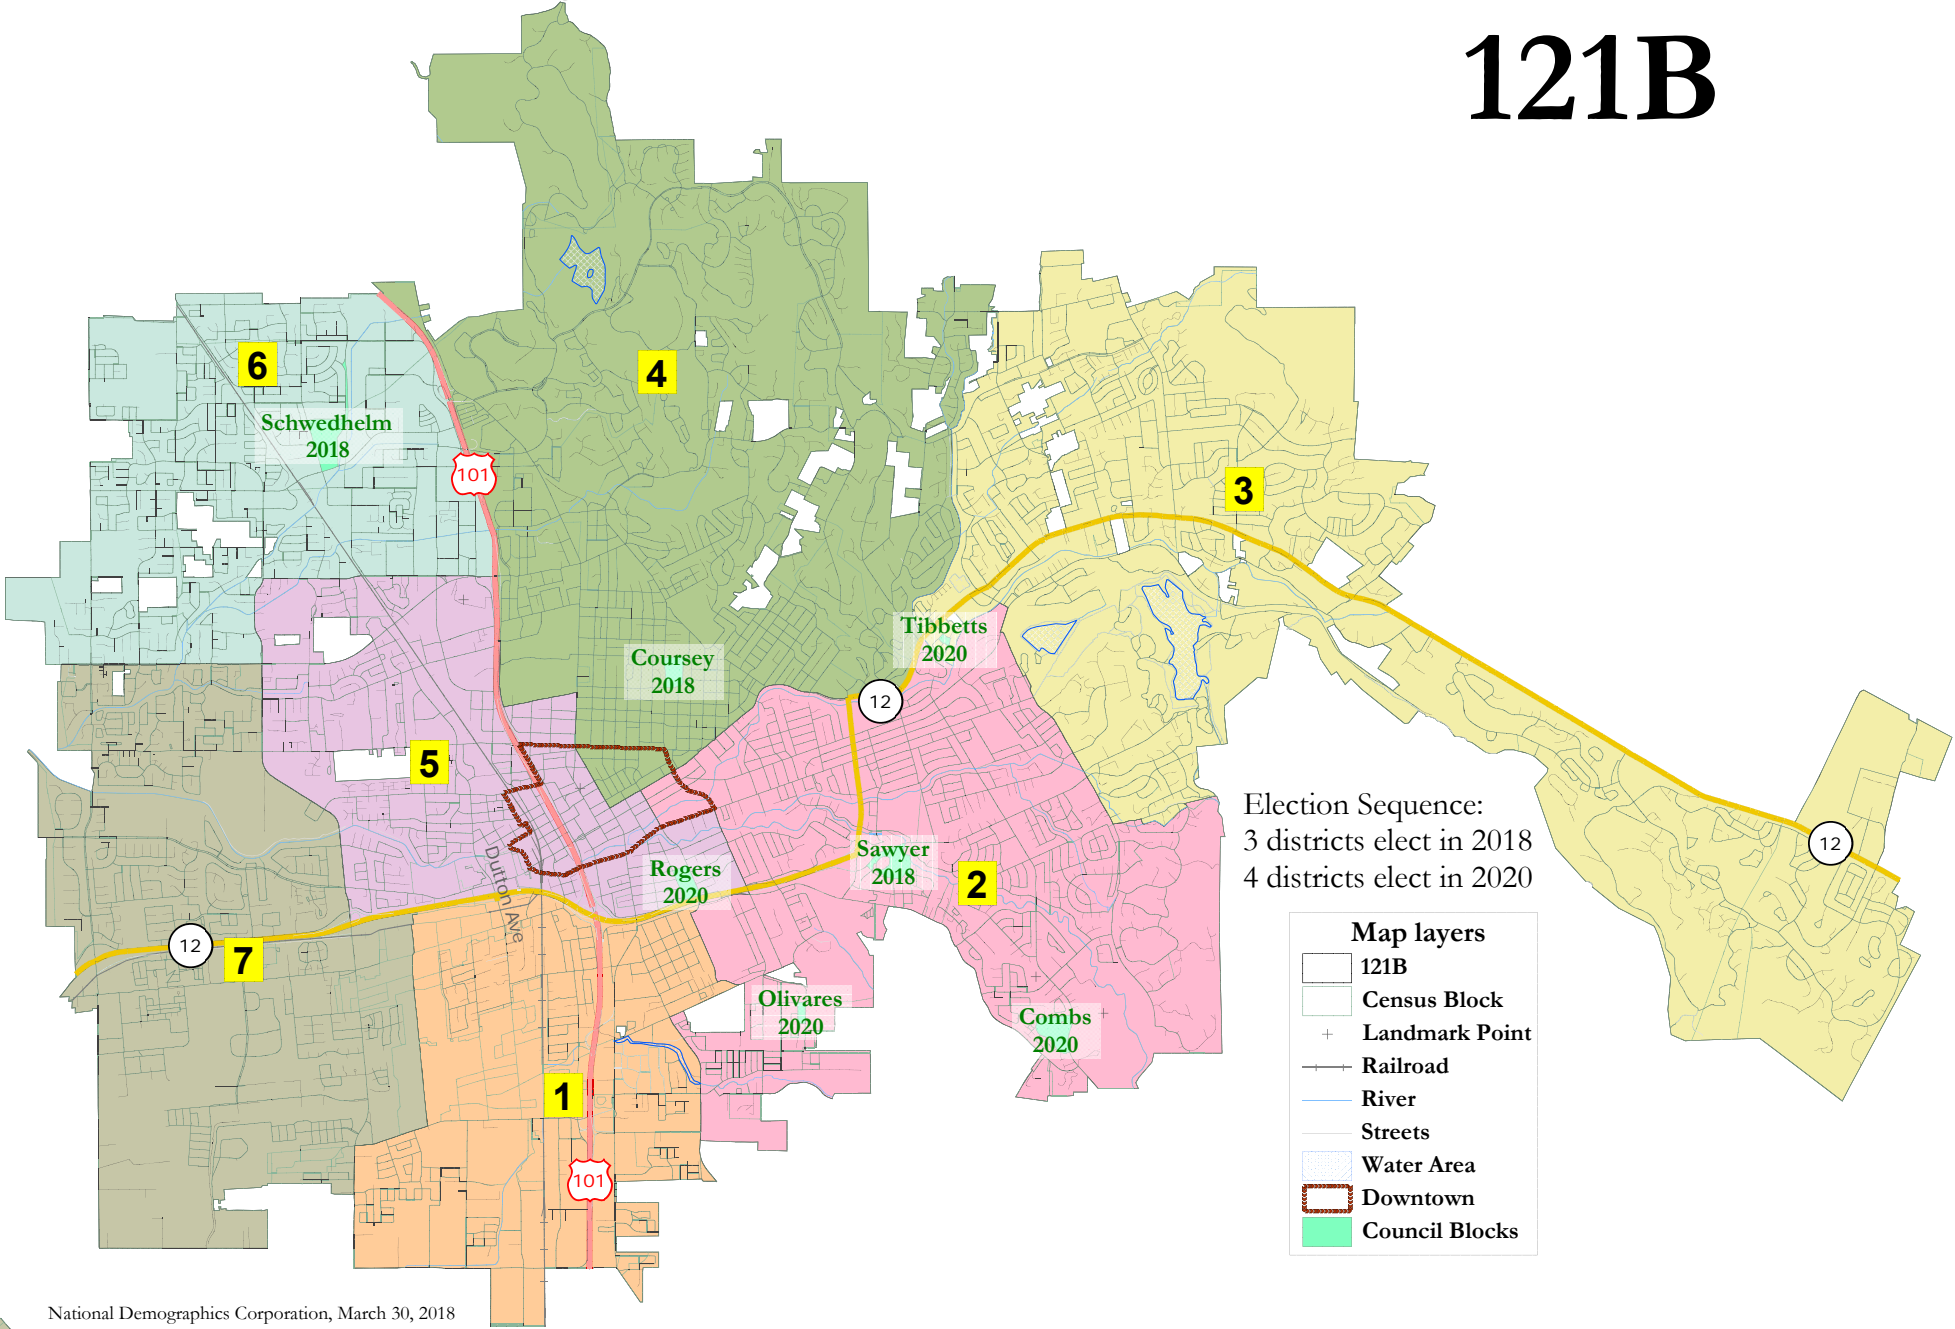 121B
6
4
Schwedhelm
2018
101
3
Tibbetts
2020
Coursey
2018
12
5
Election Sequence:
3 districts elect in 2018
4 districts elect in 2020
12
Dutton Ave
Rogers
2020
Sawyer
2018
2
12
7
Olivares
2020
Combs
2020
1
101
Map layers
121B
Census Block
Landmark Point
Railroad
River
Streets
Water Area
Downtown
Council Blocks
National Demographics Corporation, March 30, 2018